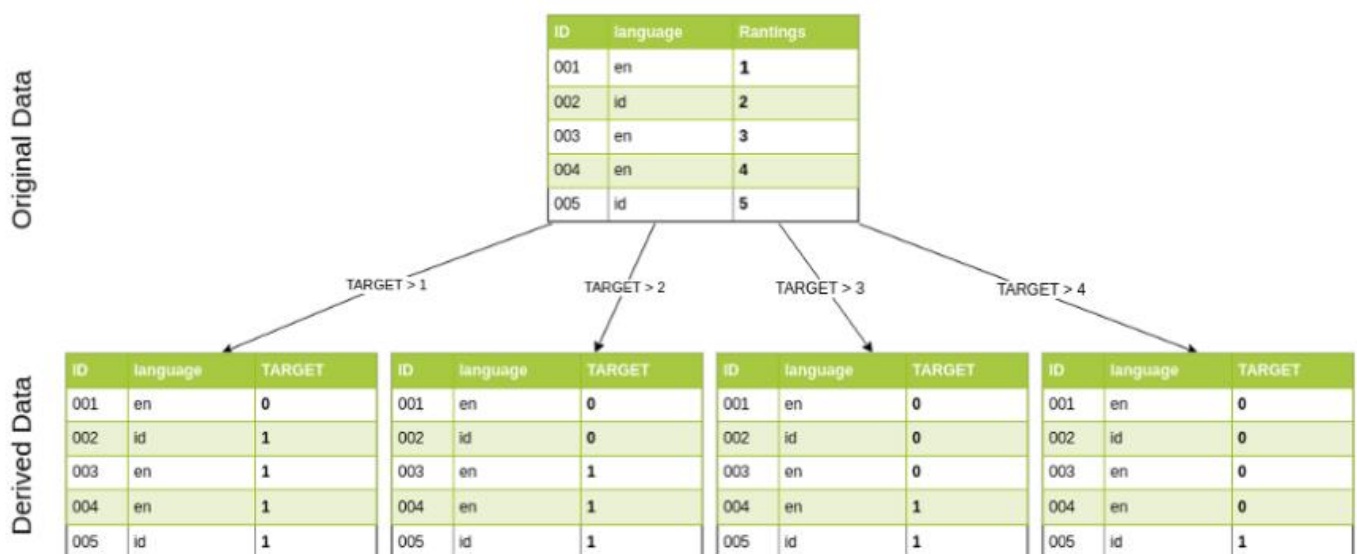 Original Data
ID language Rantings
001 en 1
002 id 2
003 en 3
004 en 4
005 id 5
TARGET > 1 TARGET > 2 TARGET > 3 TARGET > 4
Derived Data
ID language TARGET ID language TARGET ID language TARGET ID language TARGET
001 en 0 001 en 0 001 en 0 001 en 0
002 id 1 002 id 0 002 id 0 002 id 0
003 en 1 003 en 1 003 en 0 003 en 0
004 en 1 004 en 1 004 en 1 004 en 0
005 id 1 005 id 1 005 id 1 005 id 1